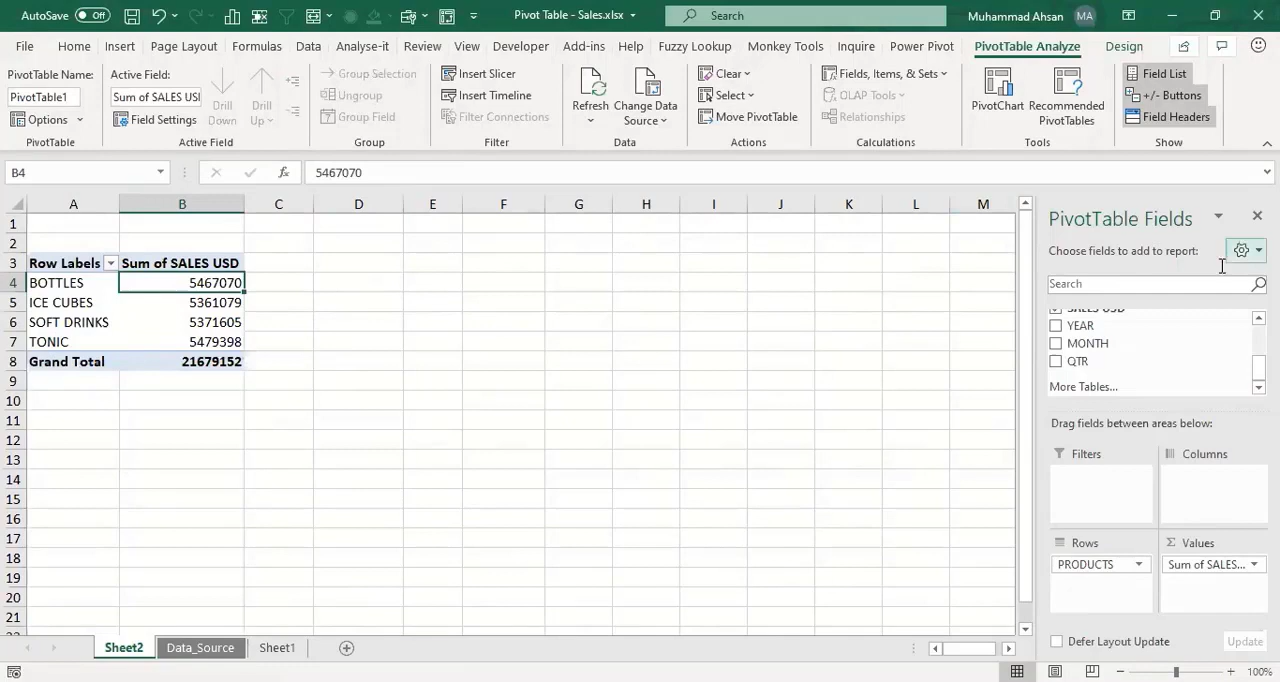 AutoSave Off Pivot Table - Sales.xlsx Search Muhammad Ahsan MA
File Home Insert Page Layout Formulas Data Analyse-it Review View Developer Add-ins Help Fuzzy Lookup Monkey Tools Inquire Power Pivot PivotTable Analyze Design
PivotTable Name: Active Field: Group Selection Insert Slicer Clear Fields, Items, & Sets Field List
PivotTable1 Sum of SALES USI Drill Down Drill Up Ungroup Insert Timeline Refresh Change Data Source Select OLAP Tools PivotChart Recommended PivotTables +/- Buttons
Options Field Settings Group Field Filter Connections Move PivotTable Relationships Field Headers
PivotTable Active Field Group Filter Data Actions Calculations Tools Show
B4 fx 5467070
A B C D E F G H I J K L M
1
2
3 Row Labels Sum of SALES USD
4 BOTTLES 5467070
5 ICE CUBES 5361079
6 SOFT DRINKS 5371605
7 TONIC 5479398
8 Grand Total 21679152
9
10
11
12
13
14
15
16
17
18
19
20
21
PivotTable Fields
Choose fields to add to report:
Search
SALES USD
YEAR
MONTH
QTR
More Tables...
Drag fields between areas below:
Filters Columns
Rows Σ Values
PRODUCTS Sum of SALES...
Defer Layout Update Update
Sheet2 Data_Source Sheet1
100%